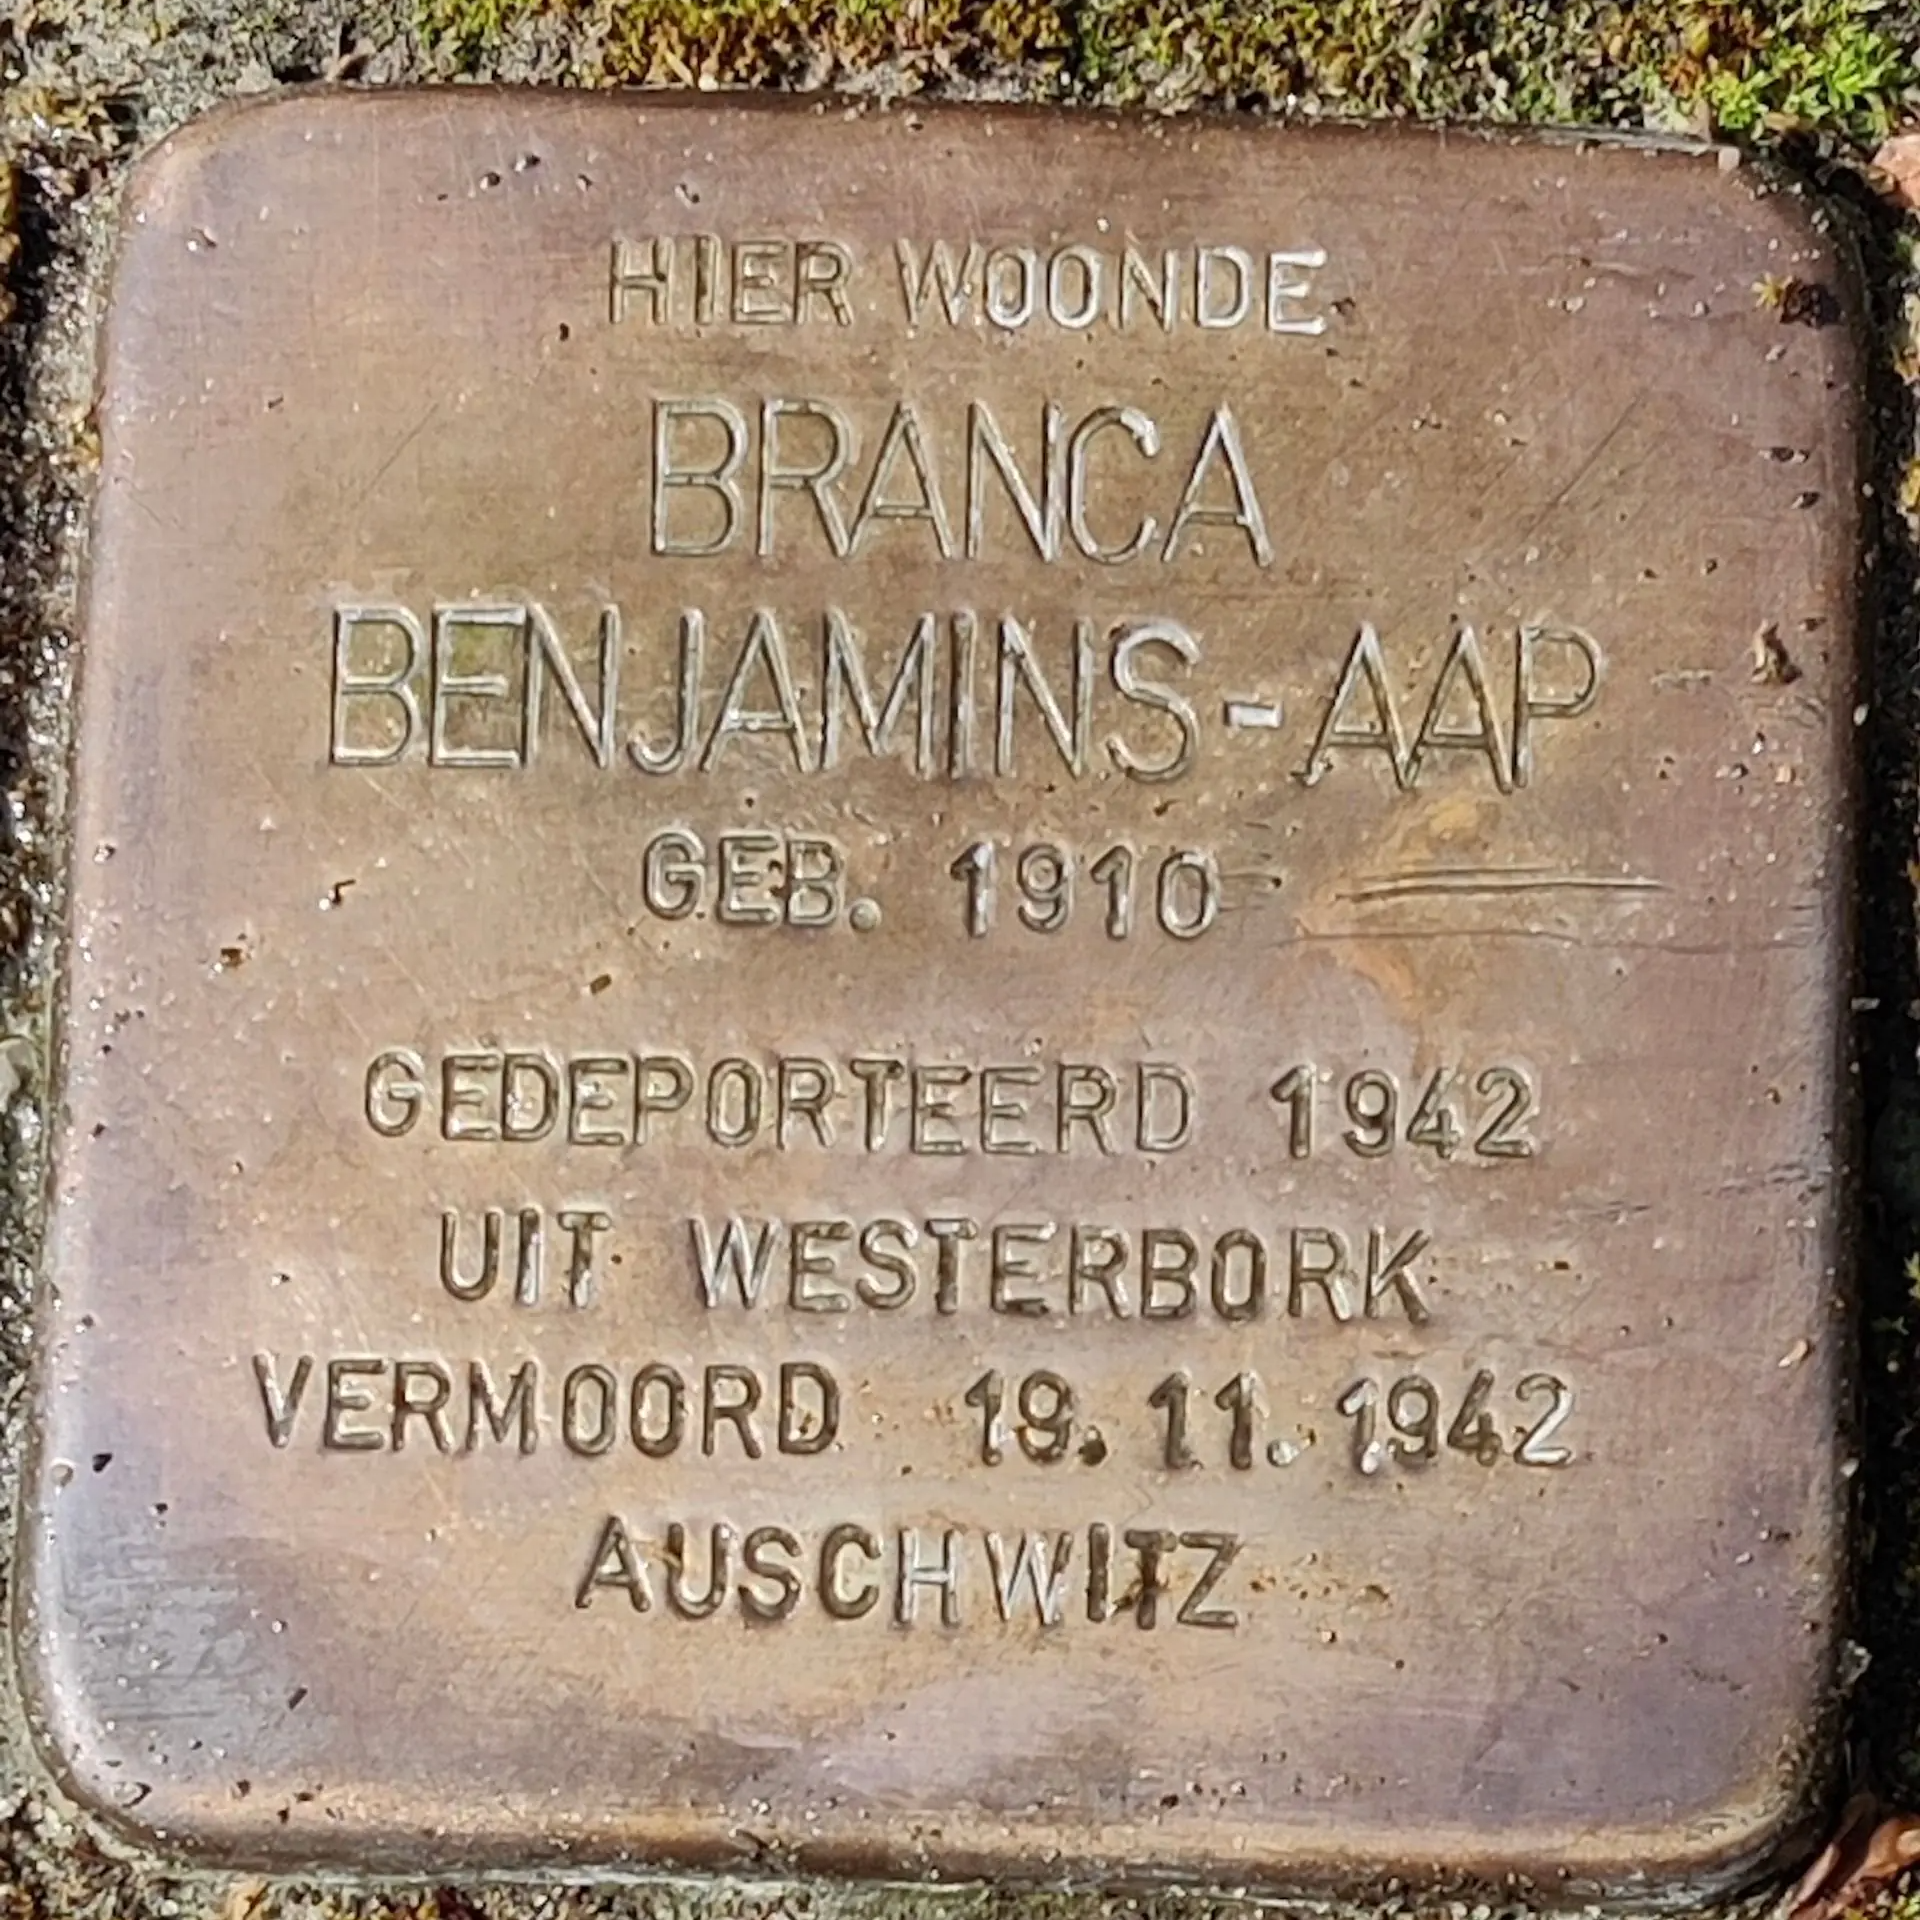 HIER WOONDE
BRANCA
BENJAMINS-AAP
GEB. 1910
GEDEPORTEERD 1942
UIT WESTERBORK
VERMOORD 19.11.1942
AUSCHWITZ